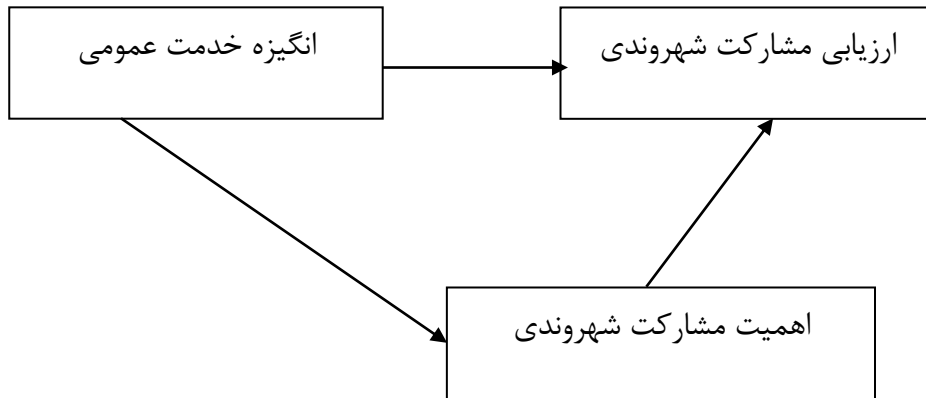 ارزیابی مشارکت شهروندی
انگیزه خدمت عمومی
اهمیت مشارکت شهروندی